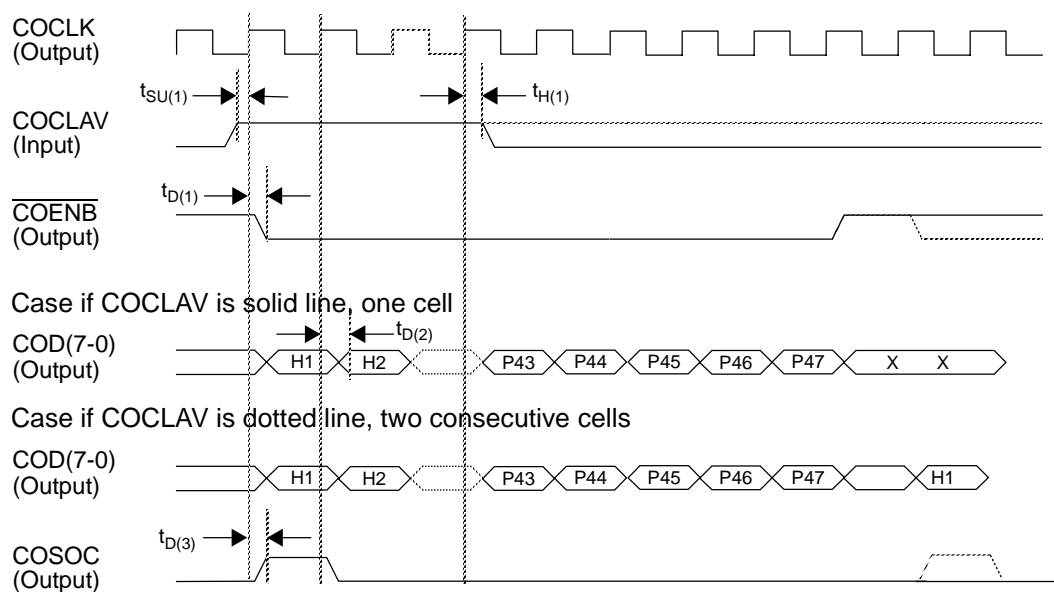 COCLK
(Output)
tSU(1)
tH(1)
COCLAV
(Input)
tD(1)
COENB
(Output)
Case if COCLAV is solid line, one cell
tD(2)
COD(7-0)
(Output)
H1 H2 P43 P44 P45 P46 P47 X X
Case if COCLAV is dotted line, two consecutive cells
COD(7-0)
(Output)
H1 H2 P43 P44 P45 P46 P47 H1
tD(3)
COSOC
(Output)